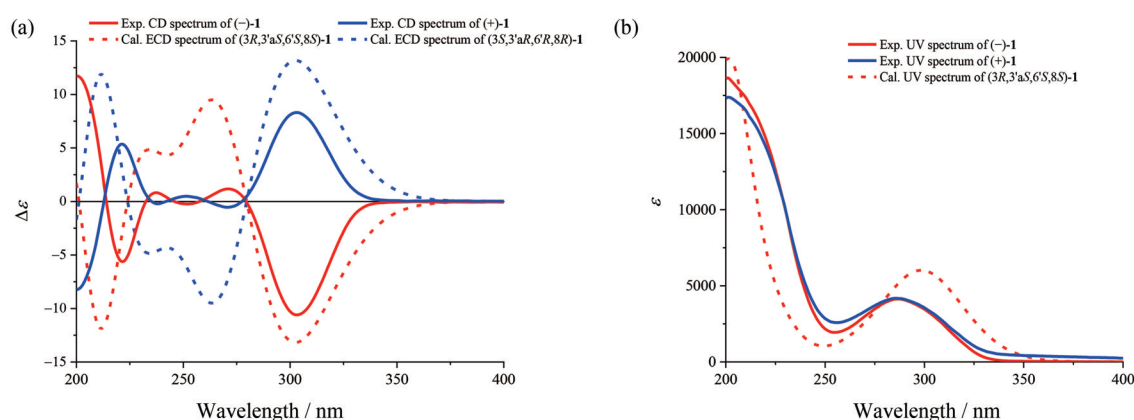 (a)
Exp. CD spectrum of (−)-1
Exp. CD spectrum of (+)-1
Cal. ECD spectrum of (3R,3'aS,6'S,8S)-1
Cal. ECD spectrum of (3S,3'aR,6'R,8R)-1
15
10
5
0
−5
−10
−15
Δε
200
250
300
350
400
Wavelength / nm
(b)
Exp. UV spectrum of (−)-1
Exp. UV spectrum of (+)-1
Cal. UV spectrum of (3R,3'aS,6'S,8S)-1
20000
15000
10000
5000
0
ε
200
250
300
350
400
Wavelength / nm